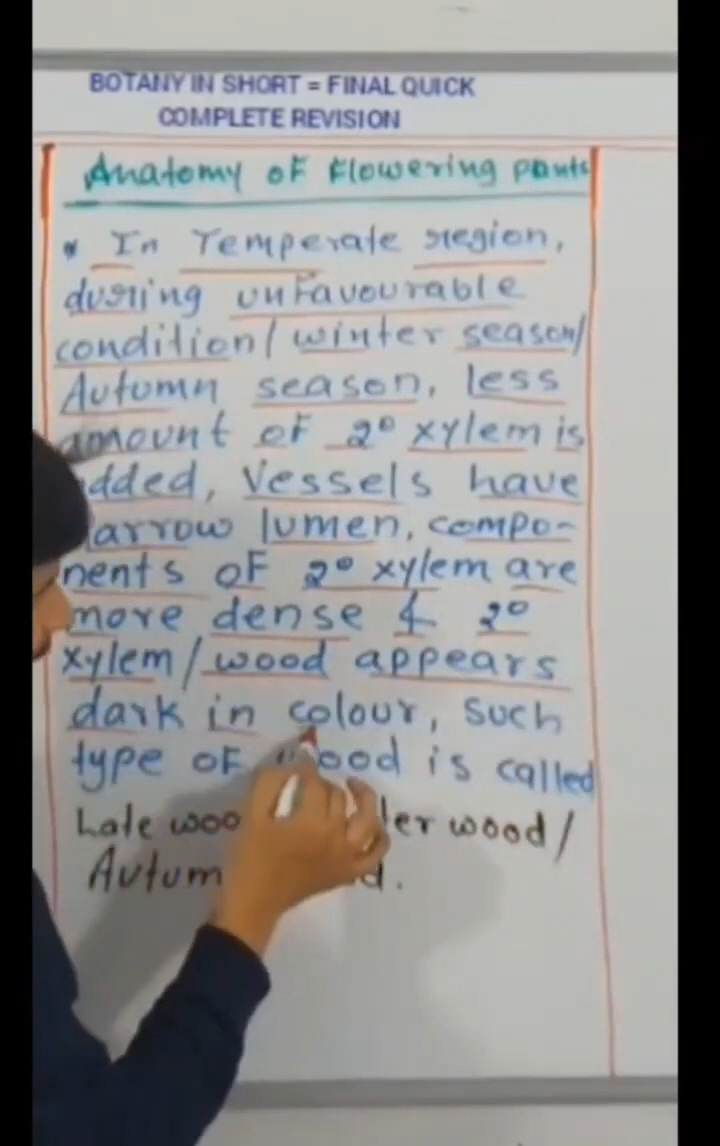 BOTANY IN SHORT = FINAL QUICK
COMPLETE REVISION
Anatomy of Flowering pants
* In Temperate region,
during unfavourable
condition/winter season/
Autumn season, less
amount of 2° xylem is
dded, Vessels have
arrow lumen, compo-
nents of 2° xylem are
more dense & 2°
xylem/wood appears
dark in colour, such
type of ood is called
Late woo ter wood/
Autum d.